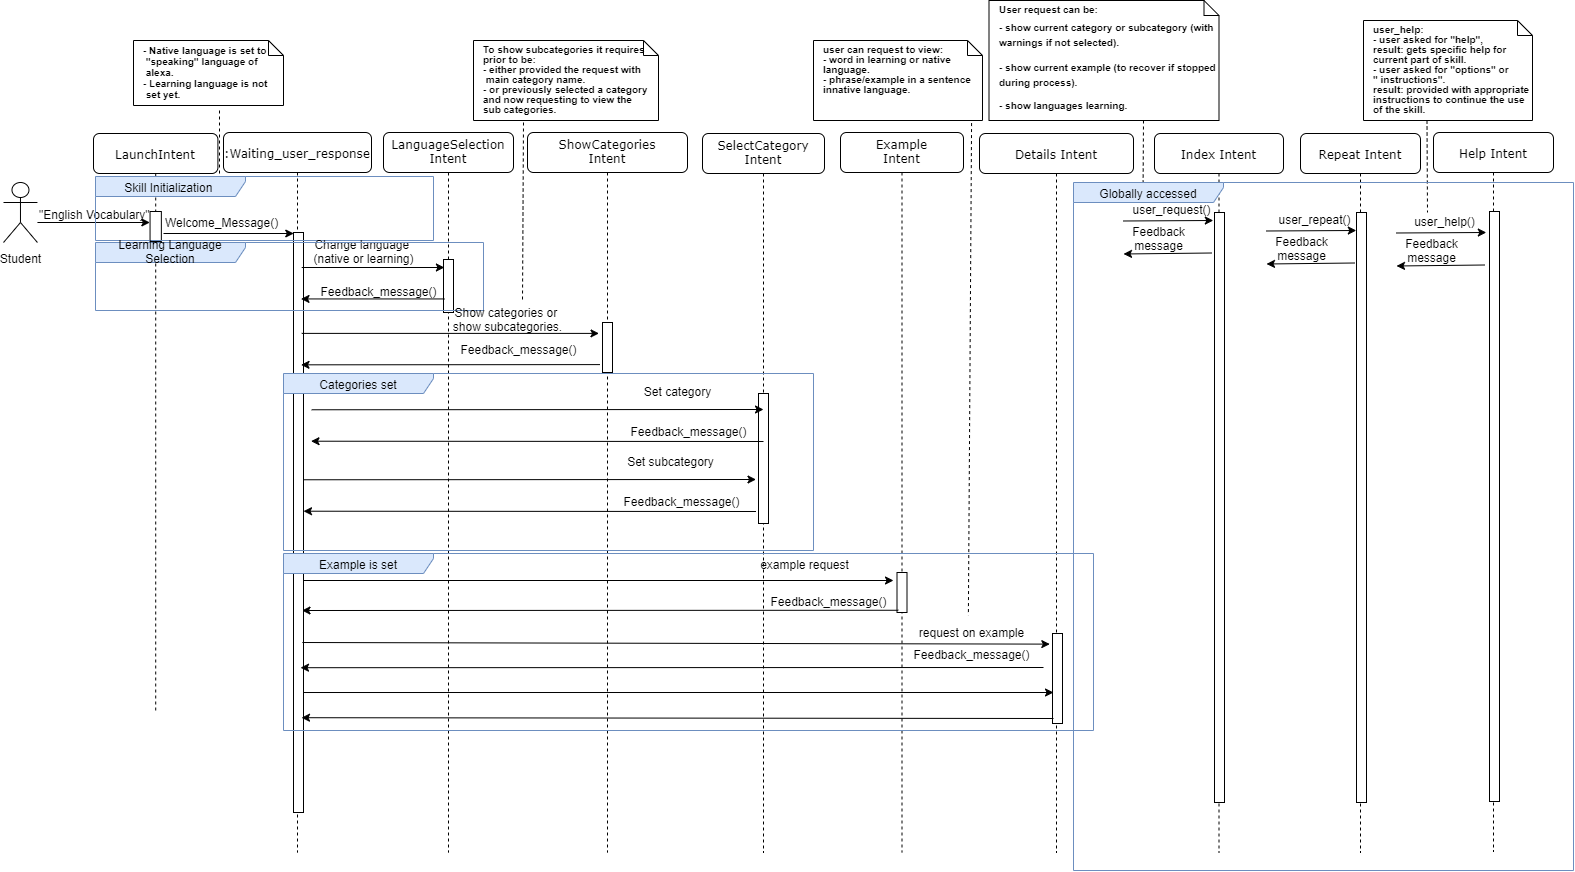 - Native language is set to
"speaking" language of
alexa.
- Learning language is not
set yet.
To show subcategories it requires
prior to be:
- either provided the request with
main category name.
- or previously selected a category
and now requesting to view the
sub categories.
user can request to view:
- word in learning or native
language.
- phrase/example in a sentence
innative language.
User request can be:
- show current category or subcategory (with
warnings if not selected).
- show current example (to recover if stopped
during process).
- show languages learning.
user_help:
- user asked for "help",
result: gets specific help for
current part of skill.
- user asked for "options" or
" instructions".
result: provided with appropriate
instructions to continue the use
of the skill.
LaunchIntent
:Waiting_user_response
LanguageSelection
Intent
ShowCategories
Intent
SelectCategory
Intent
Example
Intent
Details Intent
Index Intent
Repeat Intent
Help Intent
Skill Initialization
Globally accessed
"English Vocabulary"
Welcome_Message()
Student
Learning Language
Selection
Change language
(native or learning)
Feedback_message()
user_request()
Feedback
message
user_repeat()
Feedback
message
user_help()
Feedback
message
Show categories or
show subcategories.
Feedback_message()
Categories set
Set category
Feedback_message()
Set subcategory
Feedback_message()
Example is set
example request
Feedback_message()
request on example
Feedback_message()